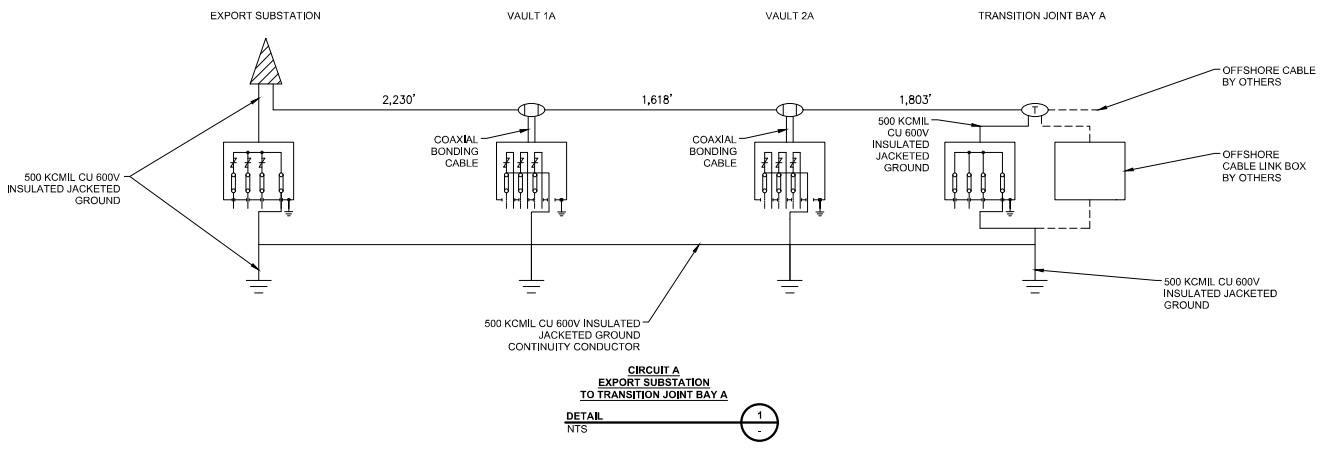 EXPORT SUBSTATION
VAULT 1A
VAULT 2A
TRANSITION JOINT BAY A
2,230'
1,618'
1,803'
T
OFFSHORE CABLE
BY OTHERS
COAXIAL
BONDING
CABLE
COAXIAL
BONDING
CABLE
500 KCMIL
CU 600V
INSULATED
JACKETED
GROUND
OFFSHORE
CABLE LINK BOX
BY OTHERS
500 KCMIL CU 600V
INSULATED JACKETED
GROUND
500 KCMIL CU 600V
INSULATED JACKETED
GROUND
500 KCMIL CU 600V INSULATED
JACKETED GROUND
CONTINUITY CONDUCTOR
CIRCUIT A
EXPORT SUBSTATION
TO TRANSITION JOINT BAY A
DETAIL
NTS
1
-